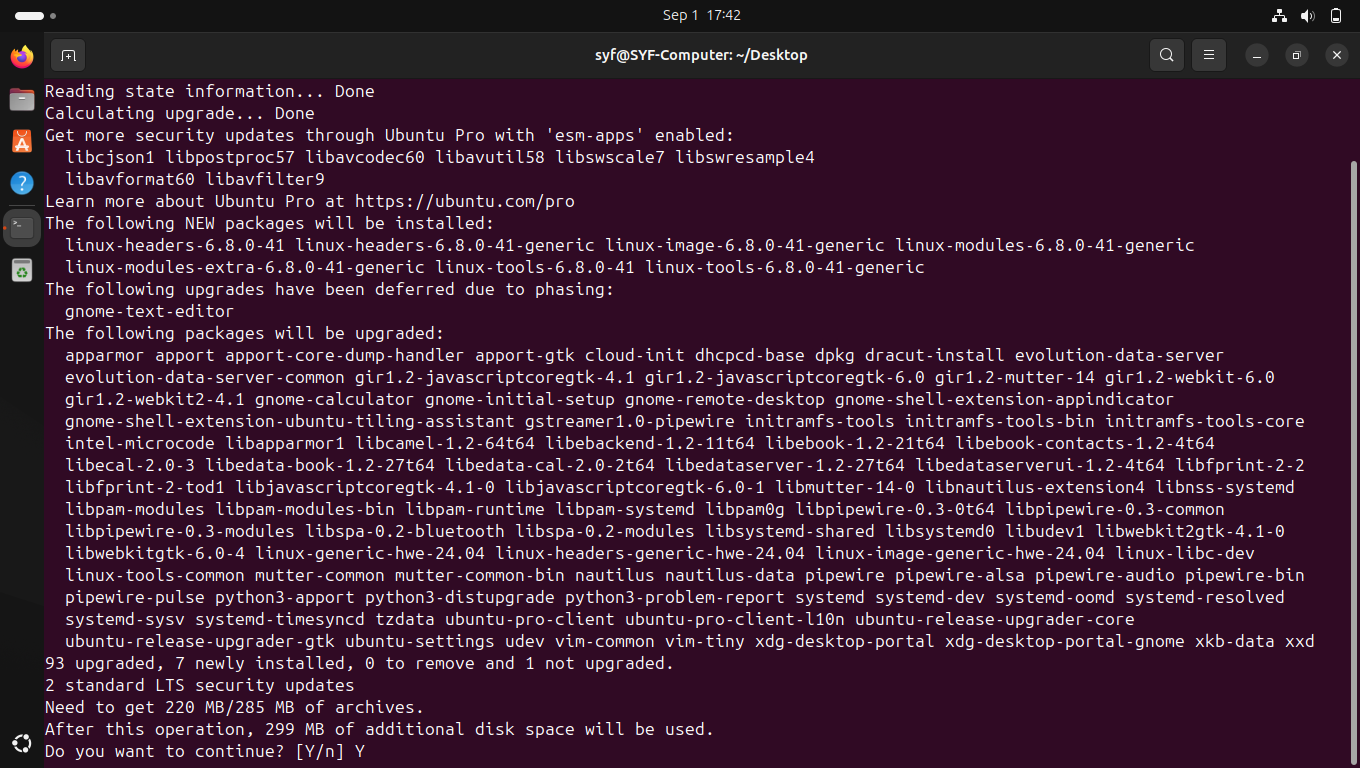 Sep 1 17:42
syf@SYF-Computer: ~/Desktop
Reading state information... Done
Calculating upgrade... Done
Get more security updates through Ubuntu Pro with 'esm-apps' enabled:
  libcjson1 libpostproc57 libavcodec60 libavutil58 libswscale7 libswresample4
  libavformat60 libavfilter9
Learn more about Ubuntu Pro at https://ubuntu.com/pro
The following NEW packages will be installed:
  linux-headers-6.8.0-41 linux-headers-6.8.0-41-generic linux-image-6.8.0-41-generic linux-modules-6.8.0-41-generic
  linux-modules-extra-6.8.0-41-generic linux-tools-6.8.0-41 linux-tools-6.8.0-41-generic
The following upgrades have been deferred due to phasing:
  gnome-text-editor
The following packages will be upgraded:
  apparmor apport apport-core-dump-handler apport-gtk cloud-init dhcpcd-base dpkg dracut-install evolution-data-server
  evolution-data-server-common gir1.2-javascriptcoregtk-4.1 gir1.2-javascriptcoregtk-6.0 gir1.2-mutter-14 gir1.2-webkit-6.0
  gir1.2-webkit2-4.1 gnome-calculator gnome-initial-setup gnome-remote-desktop gnome-shell-extension-appindicator
  gnome-shell-extension-ubuntu-tiling-assistant gstreamer1.0-pipewire initramfs-tools initramfs-tools-bin initramfs-tools-core
  intel-microcode libapparmor1 libcamel-1.2-64t64 libebackend-1.2-11t64 libebook-1.2-21t64 libebook-contacts-1.2-4t64
  libecal-2.0-3 libedata-book-1.2-27t64 libedata-cal-2.0-2t64 libedataserver-1.2-27t64 libedataserverui-1.2-4t64 libfprint-2-2
  libfprint-2-tod1 libjavascriptcoregtk-4.1-0 libjavascriptcoregtk-6.0-1 libmutter-14-0 libnautilus-extension4 libnss-systemd
  libpam-modules libpam-modules-bin libpam-runtime libpam-systemd libpam0g libpipewire-0.3-0t64 libpipewire-0.3-common
  libpipewire-0.3-modules libspa-0.2-bluetooth libspa-0.2-modules libsystemd-shared libsystemd0 libudev1 libwebkit2gtk-4.1-0
  libwebkitgtk-6.0-4 linux-generic-hwe-24.04 linux-headers-generic-hwe-24.04 linux-image-generic-hwe-24.04 linux-libc-dev
  linux-tools-common mutter-common mutter-common-bin nautilus nautilus-data pipewire pipewire-alsa pipewire-audio pipewire-bin
  pipewire-pulse python3-apport python3-distupgrade python3-problem-report systemd systemd-dev systemd-oomd systemd-resolved
  systemd-sysv systemd-timesyncd tzdata ubuntu-pro-client ubuntu-pro-client-l10n ubuntu-release-upgrader-core
  ubuntu-release-upgrader-gtk ubuntu-settings udev vim-common vim-tiny xdg-desktop-portal xdg-desktop-portal-gnome xkb-data xxd
93 upgraded, 7 newly installed, 0 to remove and 1 not upgraded.
2 standard LTS security updates
Need to get 220 MB/285 MB of archives.
After this operation, 299 MB of additional disk space will be used.
Do you want to continue? [Y/n] Y